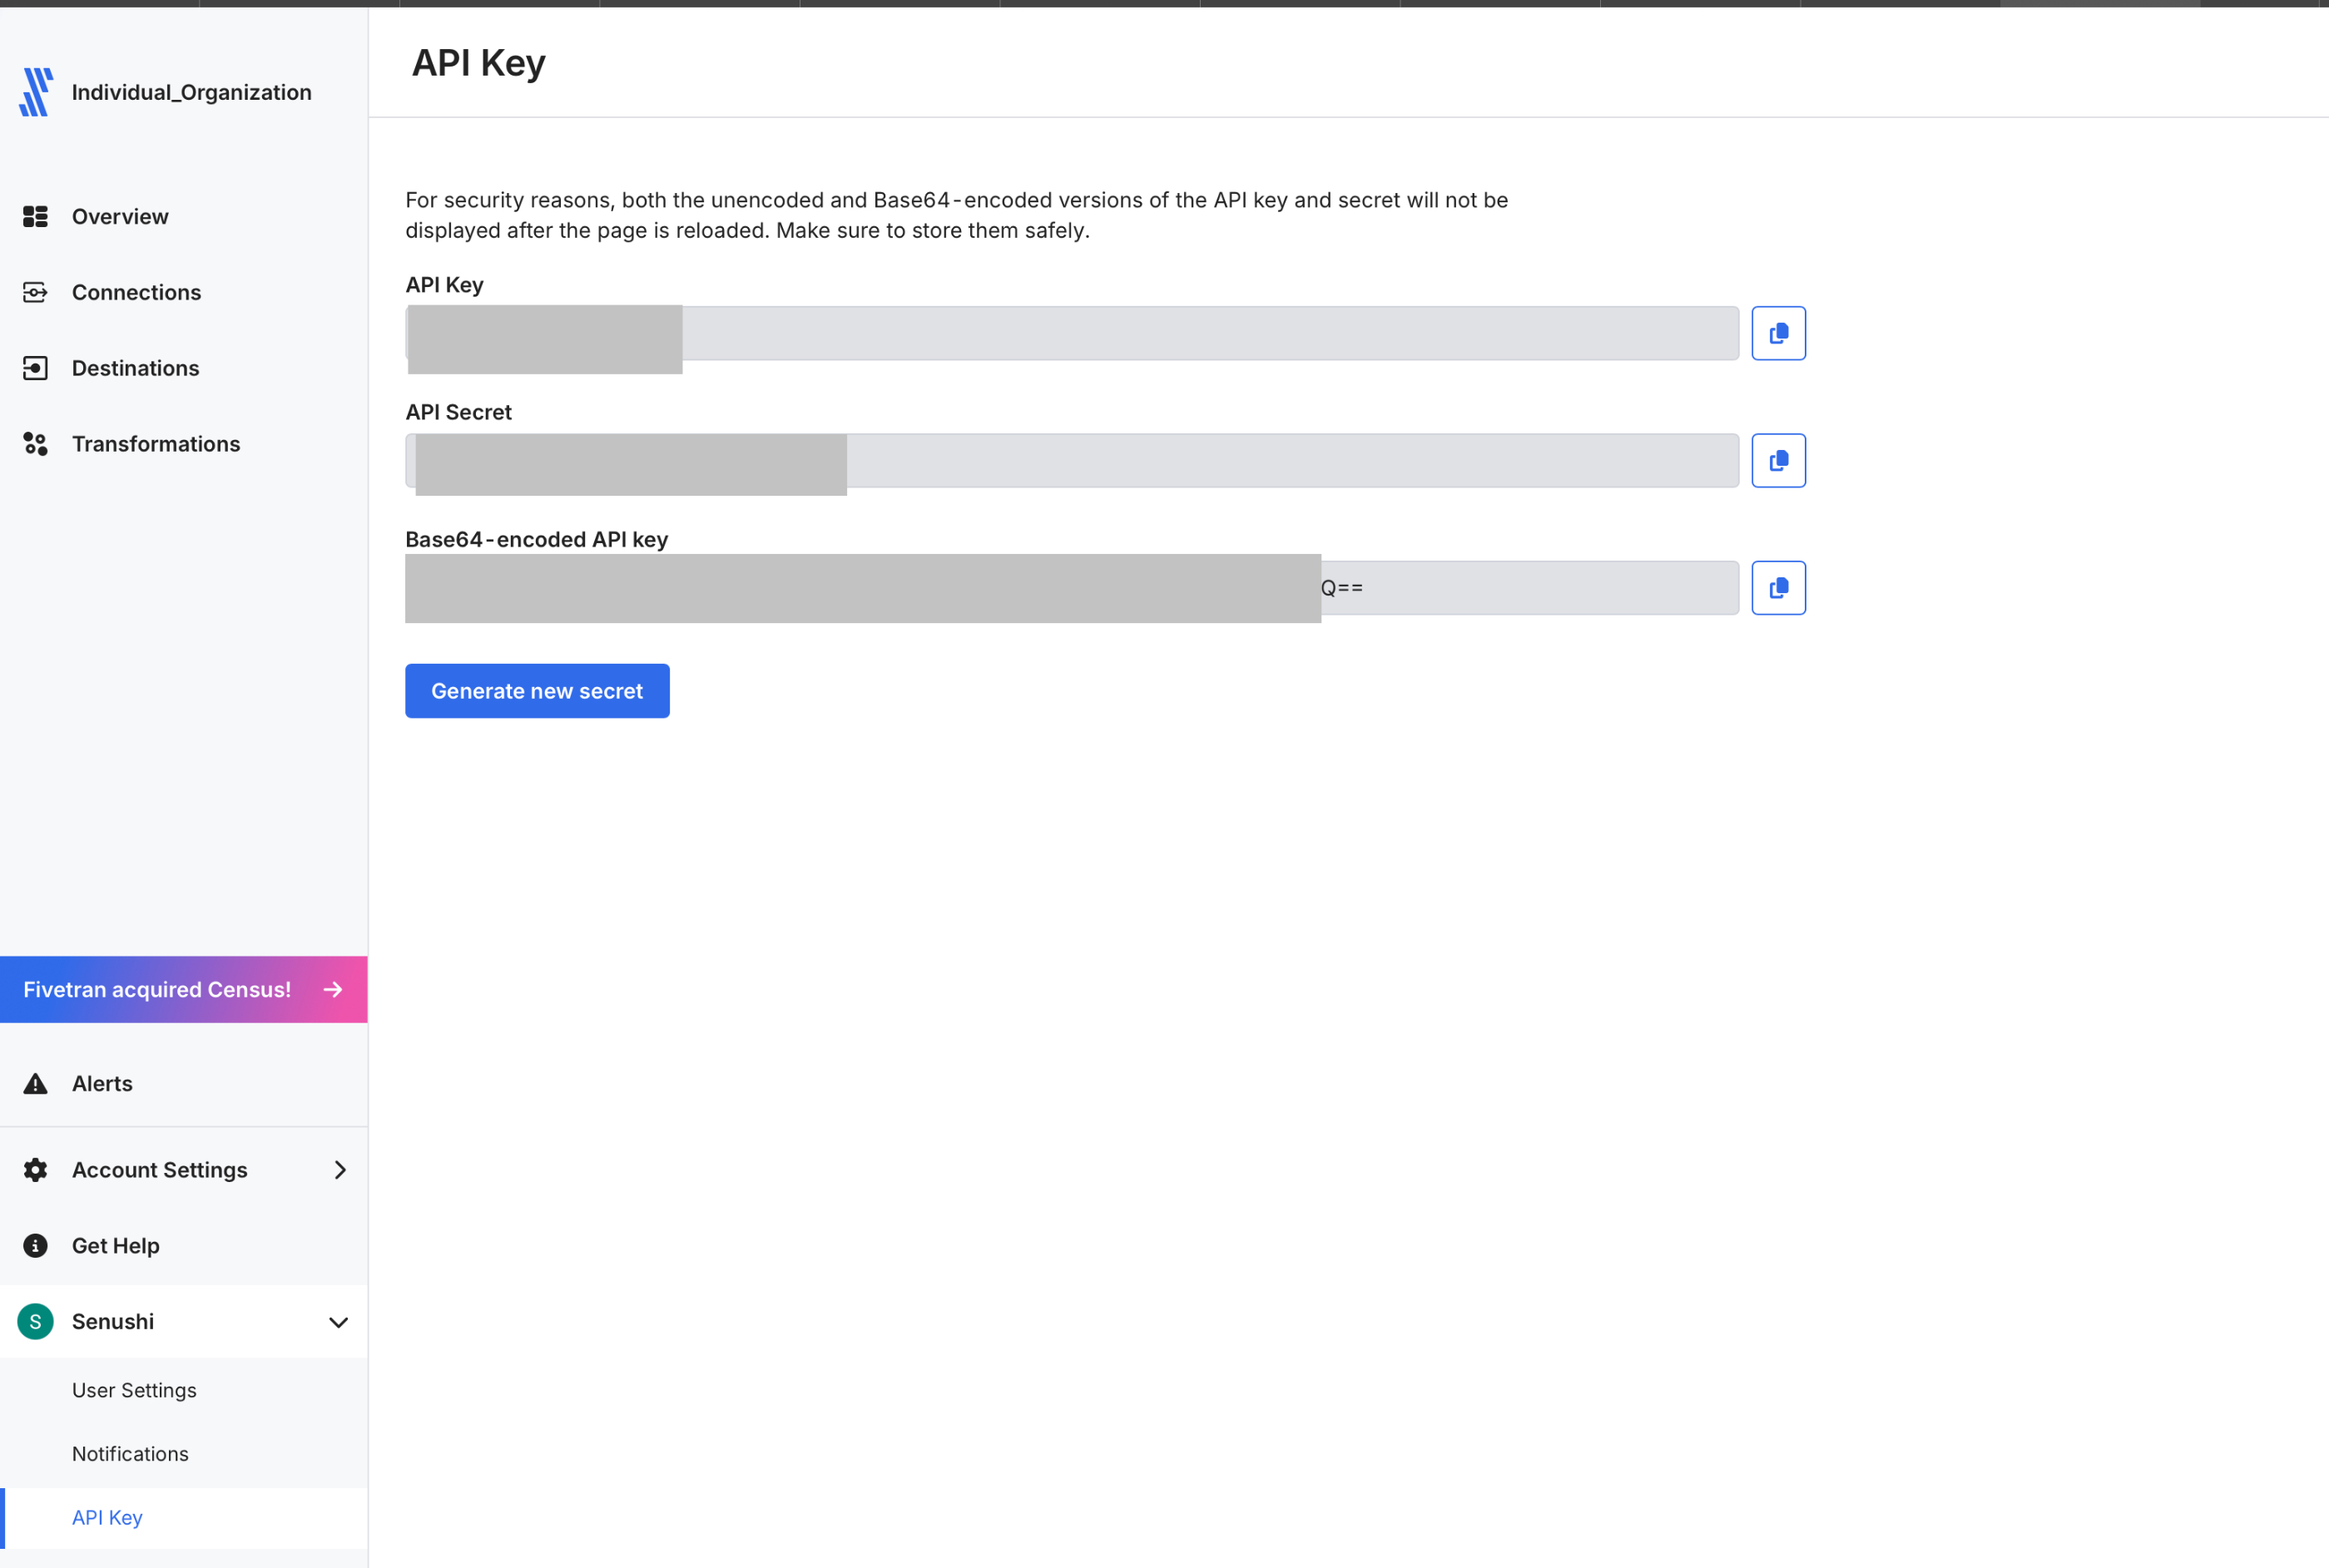 Individual_Organization
Overview
Connections
Destinations
Transformations
Fivetran acquired Census!
Alerts
Account Settings
Get Help
S
Senushi
User Settings
Notifications
API Key
API Key
For security reasons, both the unencoded and Base64-encoded versions of the API key and secret will not be
displayed after the page is reloaded. Make sure to store them safely.
API Key
API Secret
Base64-encoded API key
Q==
Generate new secret